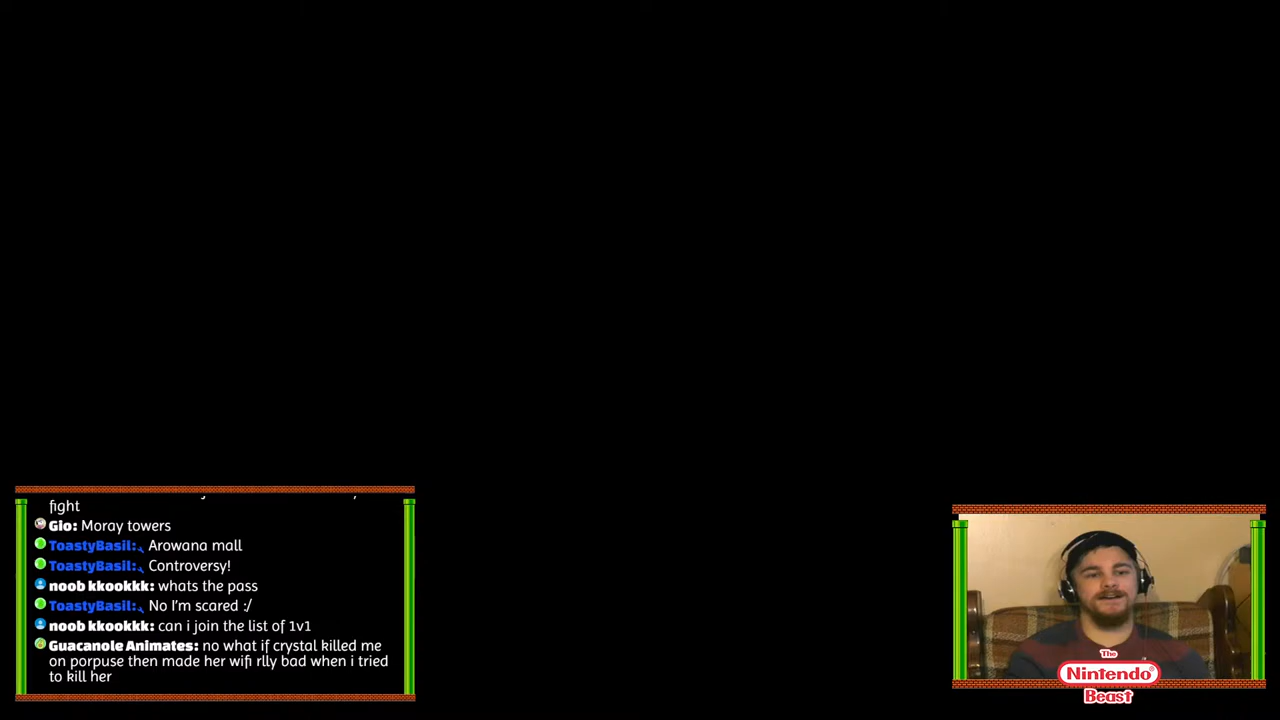 fight
Gio: Moray towers
ToastyBasil: Arowana mall
ToastyBasil: Controversy!
noob kkookkk: whats the pass
ToastyBasil: No I'm scared :/
noob kkookkk: can i join the list of 1v1
Guacanole Animates: no what if crystal killed me
on porpuse then made her wifi rlly bad when i tried
to kill her
The
Nintendo
Beast